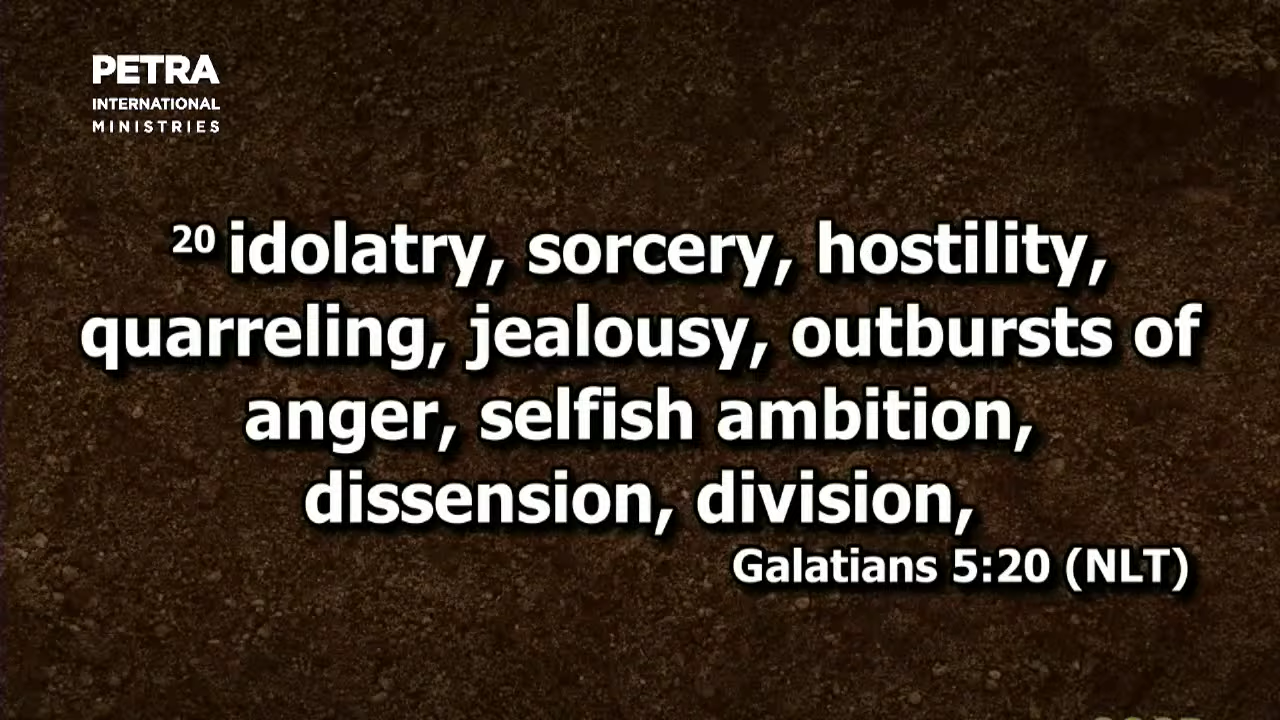 PETRA
INTERNATIONAL
MINISTRIES
20 idolatry, sorcery, hostility,
quarreling, jealousy, outbursts of
anger, selfish ambition,
dissension, division,
Galatians 5:20 (NLT)